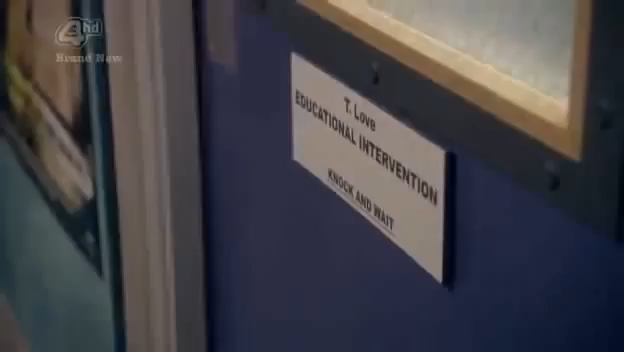 4hd
Brand New
T. Love
EDUCATIONAL INTERVENTION
KNOCK AND WAIT